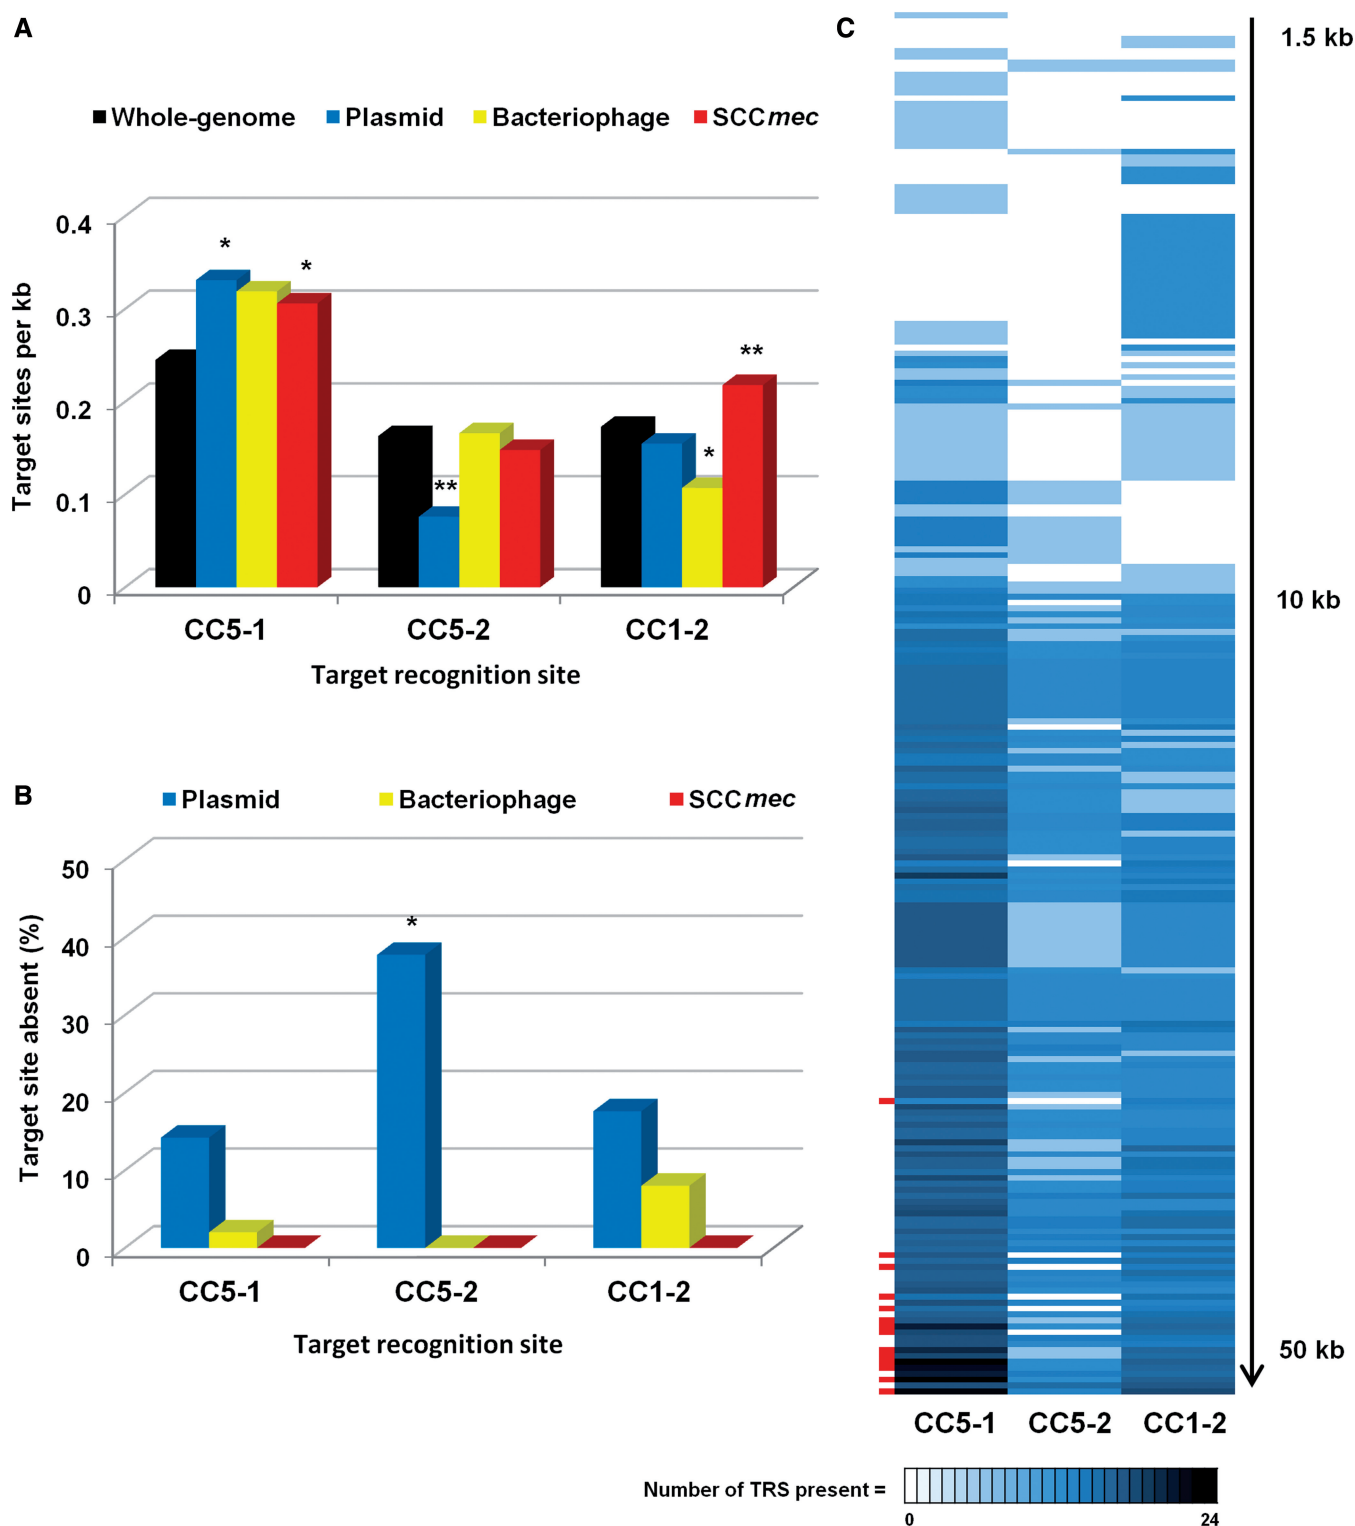 A
Whole-genome Plasmid Bacteriophage SCCmec
Target sites per kb
0.4
0.3
0.2
0.1
0
* * ** * **
CC5-1 CC5-2 CC1-2
Target recognition site
B
Plasmid Bacteriophage SCCmec
Target site absent (%)
50
40
30
20
10
0
*
CC5-1 CC5-2 CC1-2
Target recognition site
C
1.5 kb
10 kb
50 kb
CC5-1 CC5-2 CC1-2
Number of TRS present =
0 24